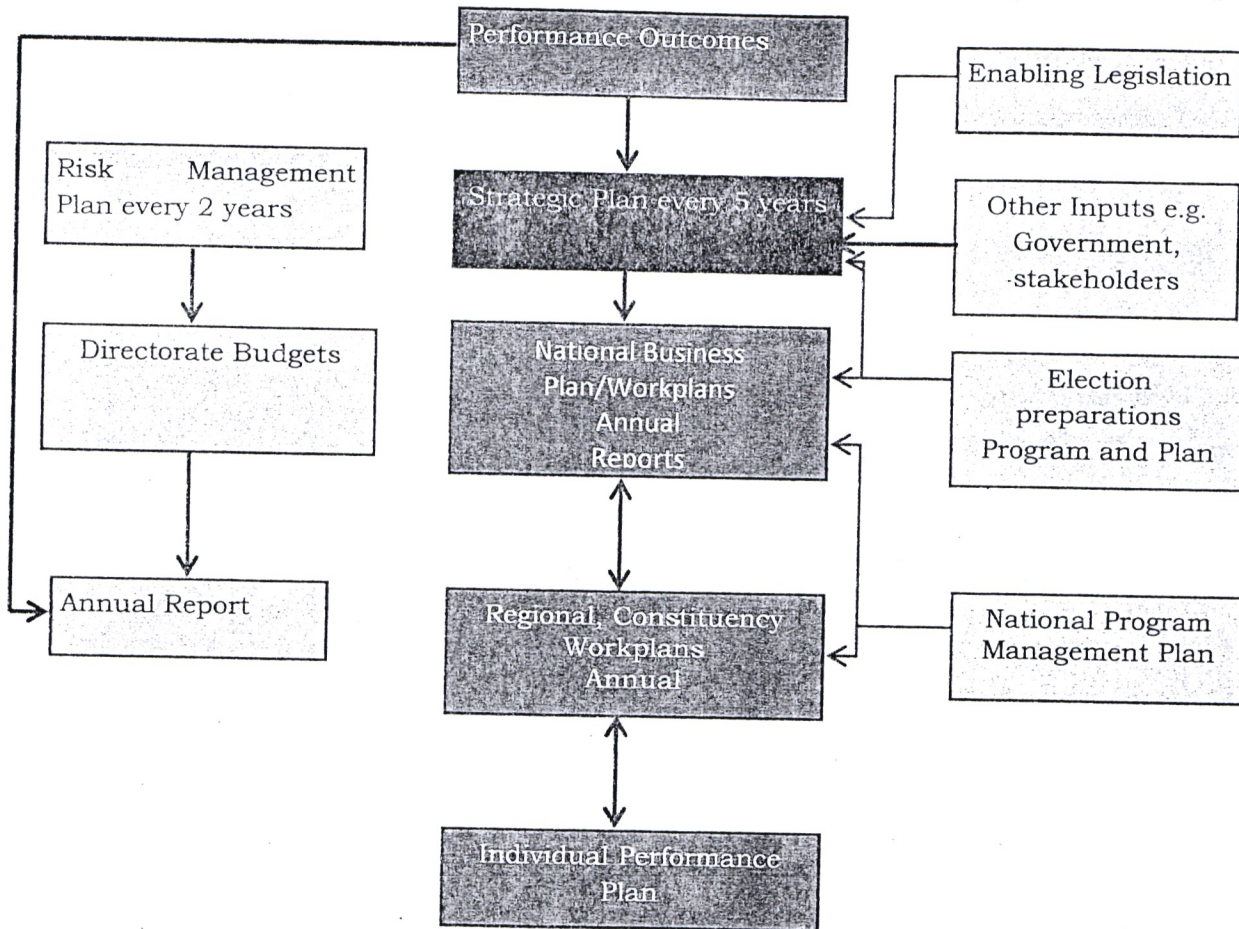 Performance Outcomes
Enabling Legislation
Risk Management
Plan every 2 years
Strategic Plan every 5 years
Other Inputs e.g.
Government,
stakeholders
Directorate Budgets
National Business
Plan/Workplans
Annual
Reports
Election
preparations
Program and Plan
Annual Report
Regional, Constituency
Workplans
Annual
National Program
Management Plan
Individual Performance
Plan